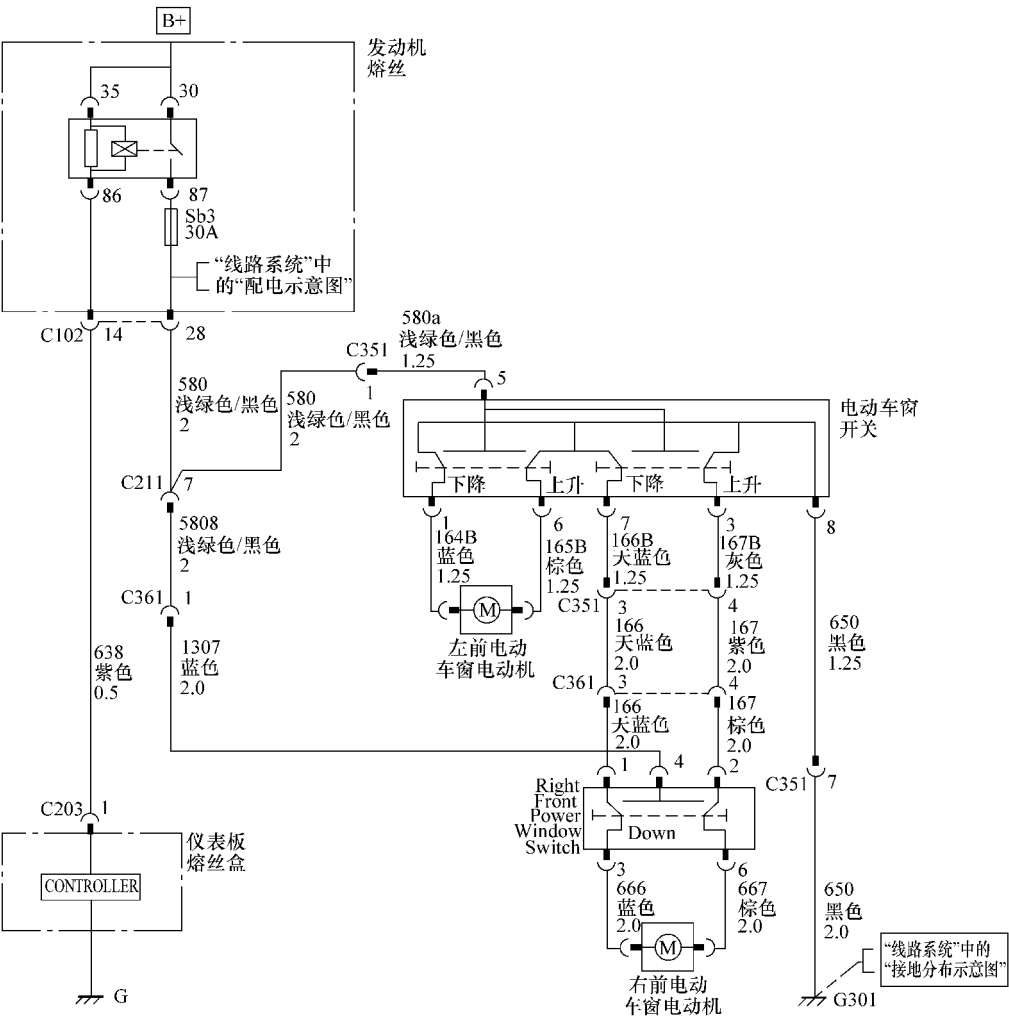 B+
发动机
熔丝
35
30
86
87
Sb3
30A
“线路系统”中
的“配电示意图”
C102
14
28
580
浅绿色/黑色
2
580
浅绿色/黑色
2
C351
1
580a
浅绿色/黑色
1.25
5
电动车窗
开关
下降
上升
下降
上升
C211
7
5808
浅绿色/黑色
2
C361
1
1307
蓝色
2.0
638
紫色
0.5
1
164B
蓝色
1.25
6
165B
棕色
1.25
7
166B
天蓝色
1.25
3
167B
灰色
1.25
8
M
左前电动
车窗电动机
C351
3
4
166
天蓝色
2.0
167
紫色
2.0
650
黑色
1.25
C361
3
4
166
天蓝色
2.0
167
棕色
2.0
1
4
2
C351
7
Right
Front
Power
Window
Switch
Down
C203
1
仪表板
熔丝盒
CONTROLLER
G
3
6
666
蓝色
2.0
667
棕色
2.0
M
右前电动
车窗电动机
650
黑色
2.0
“线路系统”中的
“接地分布示意图”
G301